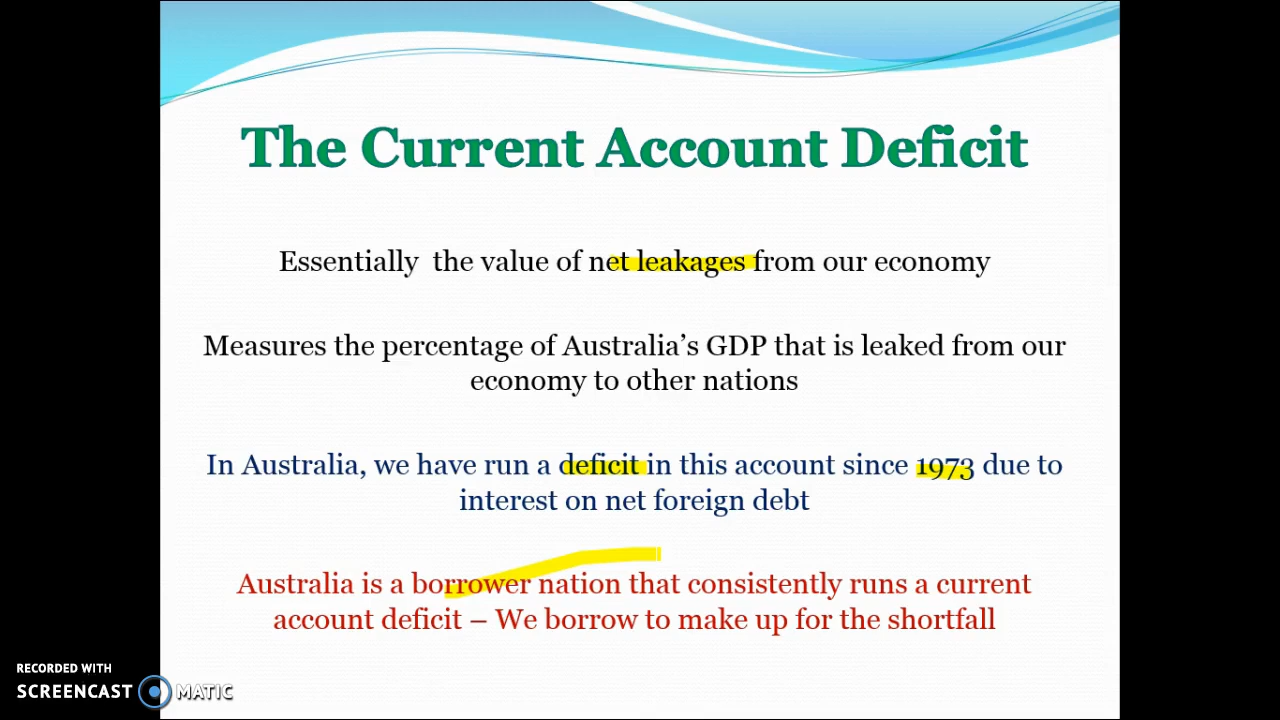 The Current Account Deficit
Essentially the value of net leakages from our economy
Measures the percentage of Australia's GDP that is leaked from our
economy to other nations
In Australia, we have run a deficit in this account since 1973 due to
interest on net foreign debt
Australia is a borrower nation that consistently runs a current
account deficit – We borrow to make up for the shortfall
RECORDED WITH
SCREENCAST MATIC